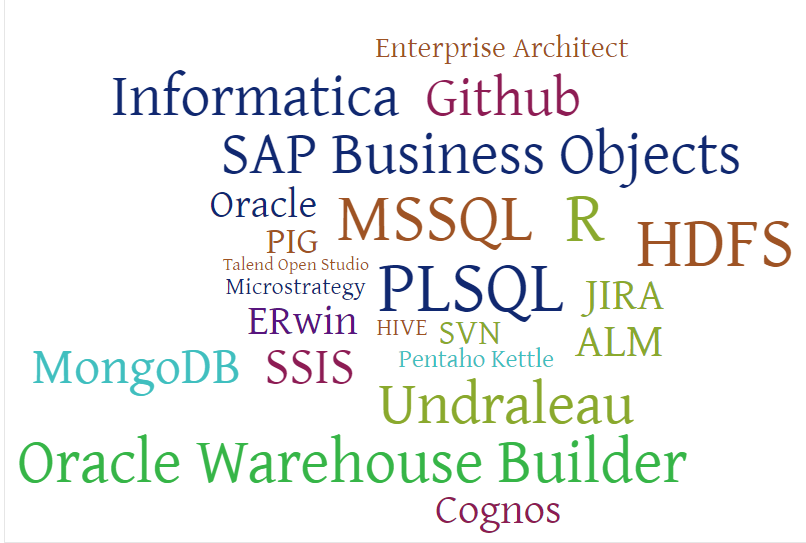 Enterprise Architect
Informatica Github
SAP Business Objects
Oracle MSSQL R
PIG HDFS
Talend Open Studio
Microstrategy PLSQL JIRA
ERwin HIVE SVN ALM
MongoDB SSIS Pentaho Kettle
Undraleau
Oracle Warehouse Builder
Cognos